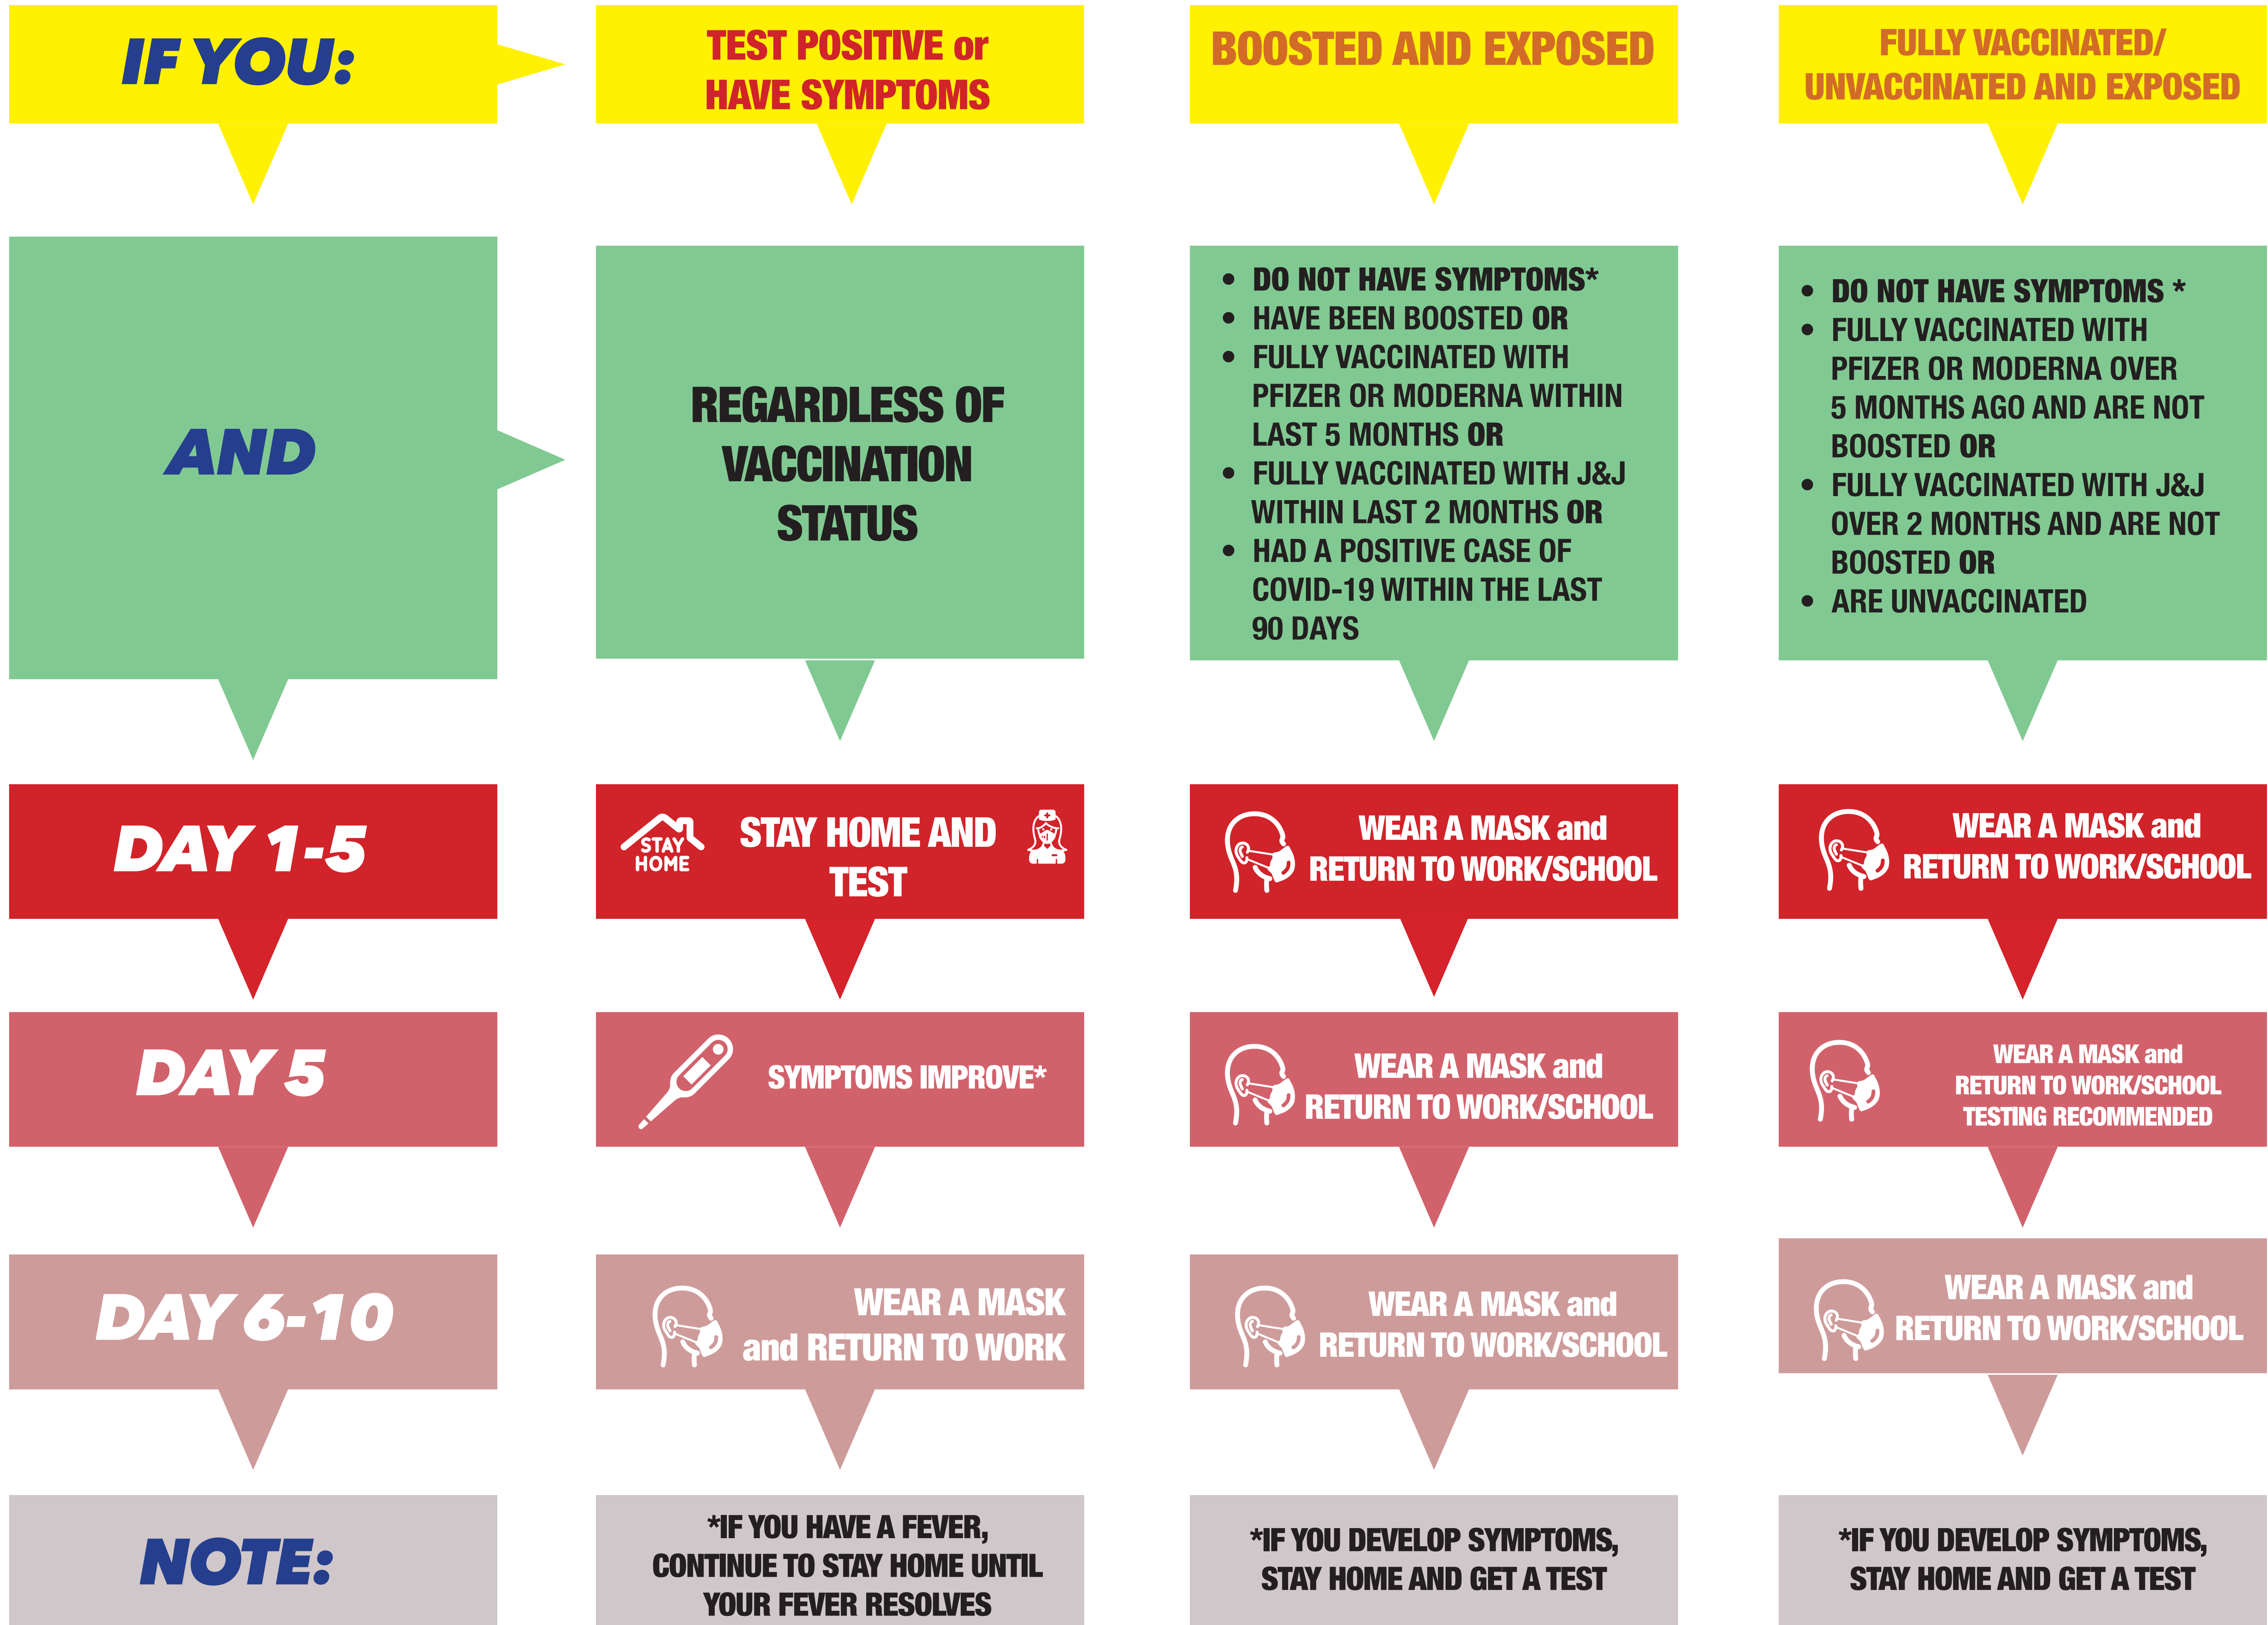 IF YOU:
TEST POSITIVE or
HAVE SYMPTOMS
BOOSTED AND EXPOSED
FULLY VACCINATED/
UNVACCINATED AND EXPOSED
AND
REGARDLESS OF
VACCINATION
STATUS
• DO NOT HAVE SYMPTOMS*
• HAVE BEEN BOOSTED OR
• FULLY VACCINATED WITH
PFIZER OR MODERNA WITHIN
LAST 5 MONTHS OR
• FULLY VACCINATED WITH J&J
WITHIN LAST 2 MONTHS OR
• HAD A POSITIVE CASE OF
COVID-19 WITHIN THE LAST
90 DAYS
• DO NOT HAVE SYMPTOMS *
• FULLY VACCINATED WITH
PFIZER OR MODERNA OVER
5 MONTHS AGO AND ARE NOT
BOOSTED OR
• FULLY VACCINATED WITH J&J
OVER 2 MONTHS AND ARE NOT
BOOSTED OR
• ARE UNVACCINATED
DAY 1-5
STAY
HOME
STAY HOME AND
TEST
WEAR A MASK and
RETURN TO WORK/SCHOOL
WEAR A MASK and
RETURN TO WORK/SCHOOL
DAY 5
SYMPTOMS IMPROVE*
WEAR A MASK and
RETURN TO WORK/SCHOOL
WEAR A MASK and
RETURN TO WORK/SCHOOL
TESTING RECOMMENDED
DAY 6-10
WEAR A MASK
and RETURN TO WORK
WEAR A MASK and
RETURN TO WORK/SCHOOL
WEAR A MASK and
RETURN TO WORK/SCHOOL
NOTE:
*IF YOU HAVE A FEVER,
CONTINUE TO STAY HOME UNTIL
YOUR FEVER RESOLVES
*IF YOU DEVELOP SYMPTOMS,
STAY HOME AND GET A TEST
*IF YOU DEVELOP SYMPTOMS,
STAY HOME AND GET A TEST